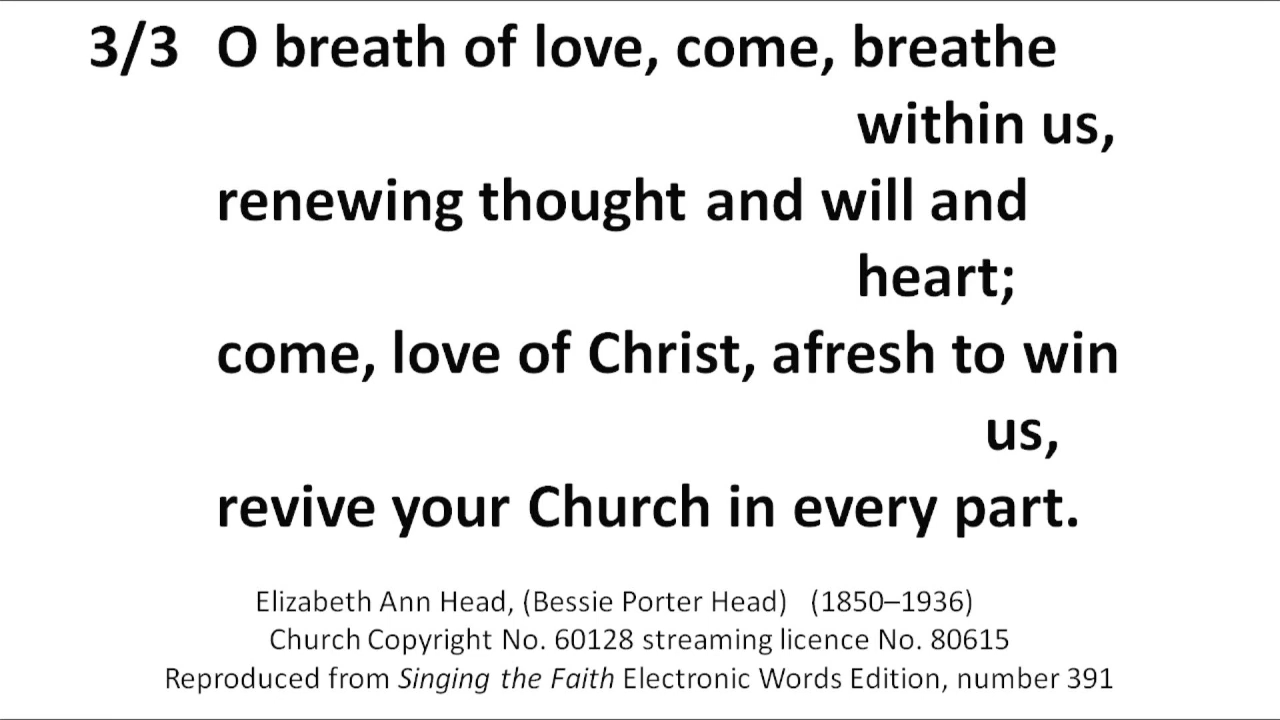 3/3 O breath of love, come, breathe
within us,
renewing thought and will and
heart;
come, love of Christ, afresh to win
us,
revive your Church in every part.
Elizabeth Ann Head, (Bessie Porter Head) (1850–1936)
Church Copyright No. 60128 streaming licence No. 80615
Reproduced from Singing the Faith Electronic Words Edition, number 391